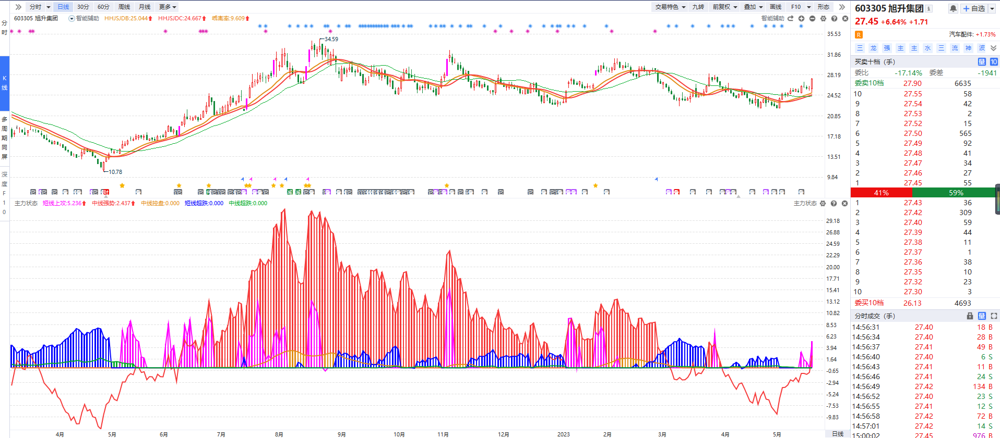 分时 日线 30分 60分 周线 月线 更多
交易特色 九转 前复权 叠加 画线 F10 形态
603305 旭升集团 智能辅助 HHJSJDB:25.044 HHJSJDC:24.667 乖离率:9.609
智能辅助
分时
K线
多周期同屏
深度F10
35.53
34.59
31.86
28.19
24.52
20.85
17.18
13.51
10.78
9.84
主力状态 短线上攻:5.236 中线强势:2.437 中线控盘:0.000 短线超跌:0.000 中线超跌:0.000
主力状态
29.18
26.88
24.59
22.29
20.00
17.71
15.41
13.12
10.82
8.53
6.23
3.94
1.64
-0.65
-2.94
-5.24
-7.53
-9.83
4月 5月 6月 7月 8月 9月 10月 11月 12月 2023 2月 3月 4月 5月 日线
603305 旭升集团 自选
27.45 +6.64% +1.71
R 汽车配件: +1.73%
三 龙 强 主 主 水 三 流 神 波
买卖十档 (手) 10
委比 -17.14% 委差 -1941
委卖10档 27.90 6635
10 27.55 58
9 27.54 42
8 27.53 2
7 27.52 15
6 27.50 565
5 27.49 92
4 27.48 41
3 27.47 34
2 27.46 27
1 27.45 55
41% 59%
1 27.43 36
2 27.42 309
3 27.40 59
4 27.39 44
5 27.38 11
6 27.37 1
7 27.36 38
8 27.35 10
9 27.32 23
10 27.30 3
委买10档 26.13 4693
分时成交 (手)
14:56:31 27.40 18 B
14:56:34 27.40 28 B
14:56:37 27.41 49 B
14:56:40 27.40 6 S
14:56:43 27.41 11 B
14:56:46 27.41 24 S
14:56:49 27.42 134 B
14:56:52 27.40 23 S
14:56:55 27.41 12 S
14:56:58 27.42 72 B
14:57:01 27.42 14 S
15:00:02 27.45 976 B